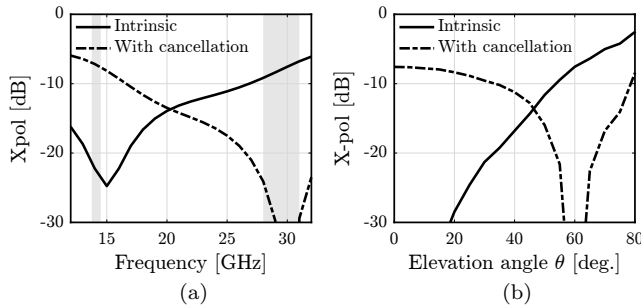 Xpol [dB]
0
-10
-20
-30
Intrinsic
With cancellation
15
20
25
30
Frequency [GHz]
(a)
X-pol [dB]
0
-10
-20
-30
Intrinsic
With cancellation
0
20
40
60
80
Elevation angle θ [deg.]
(b)